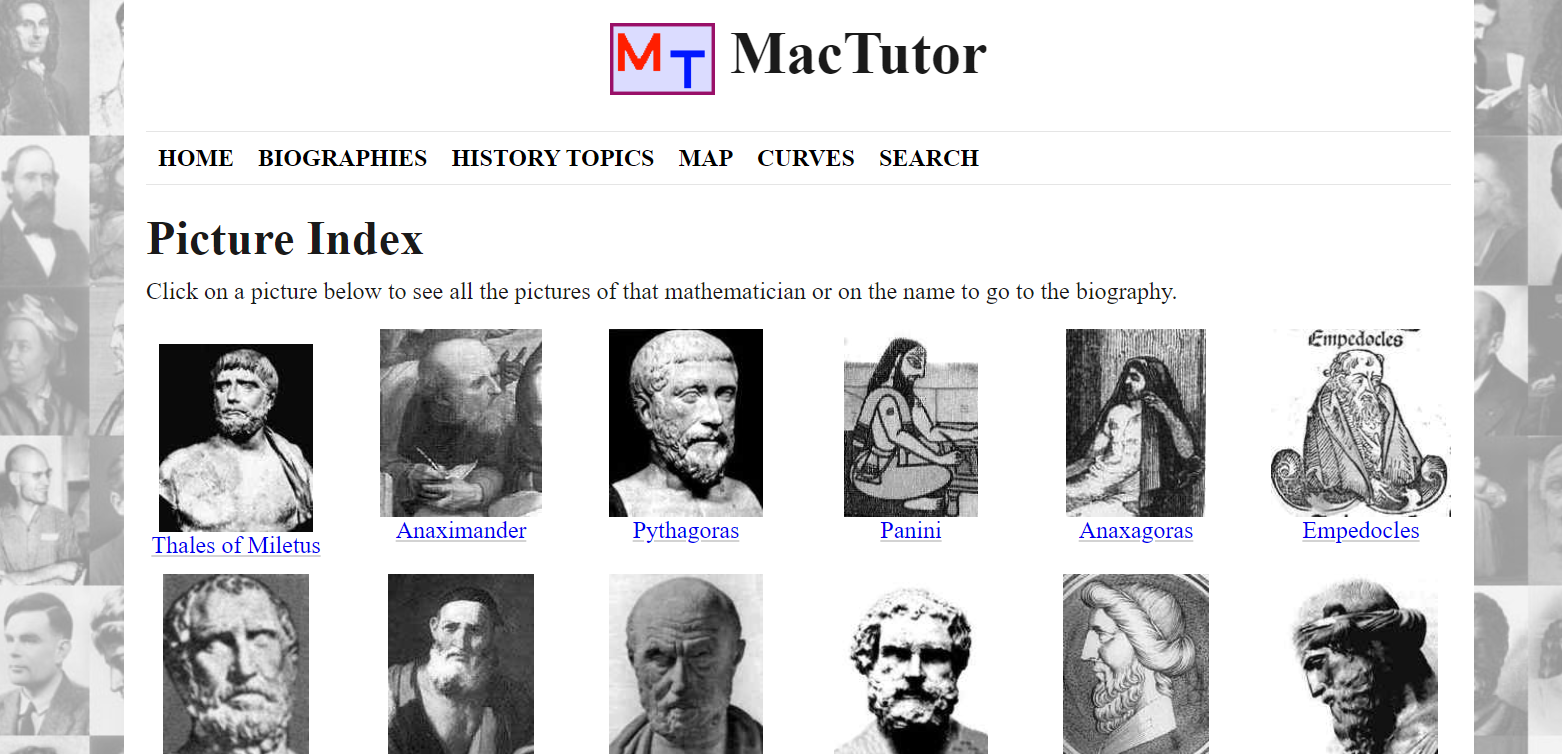 MT MacTutor
HOME BIOGRAPHIES HISTORY TOPICS MAP CURVES SEARCH
Picture Index
Click on a picture below to see all the pictures of that mathematician or on the name to go to the biography.
Empedocles
Thales of Miletus Anaximander Pythagoras Panini Anaxagoras Empedocles